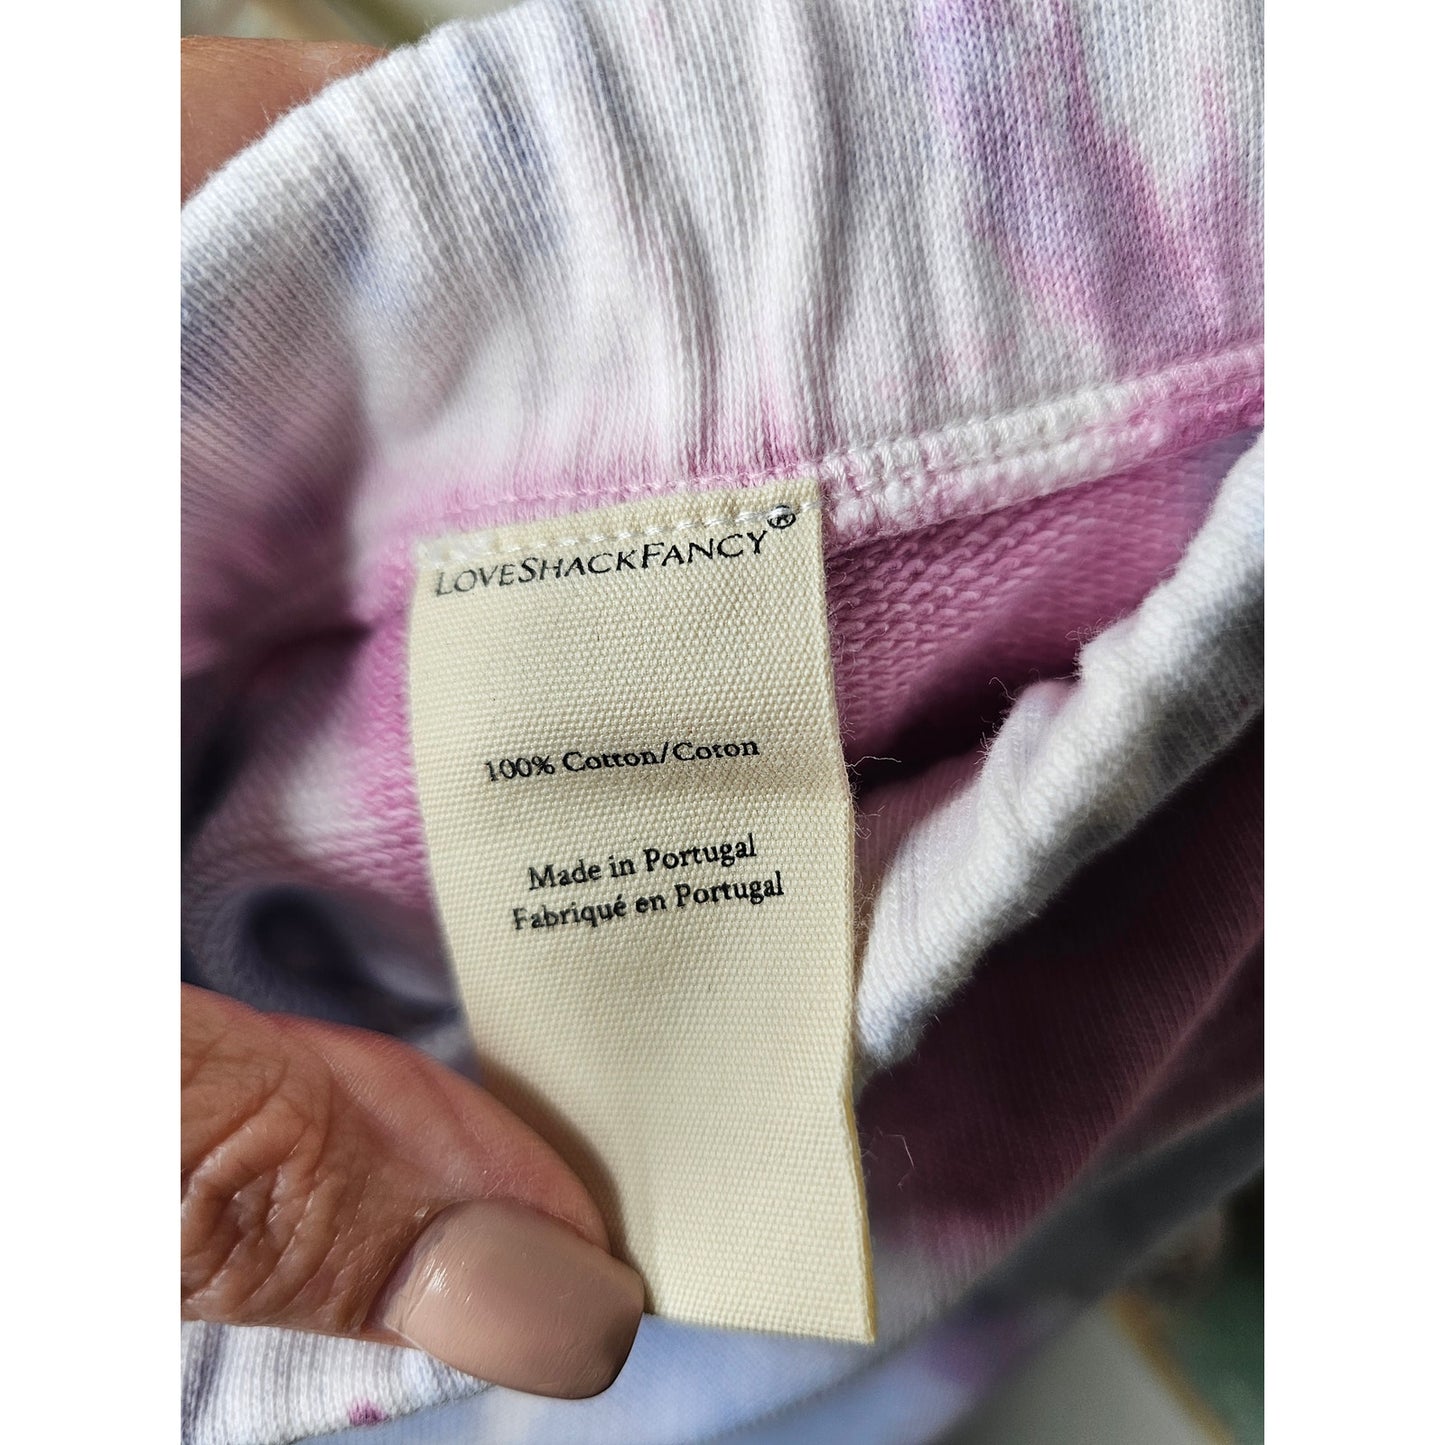 LOVESHACKFANCY®
100% Cotton/Coton
Made in Portugal
Fabriqué en Portugal